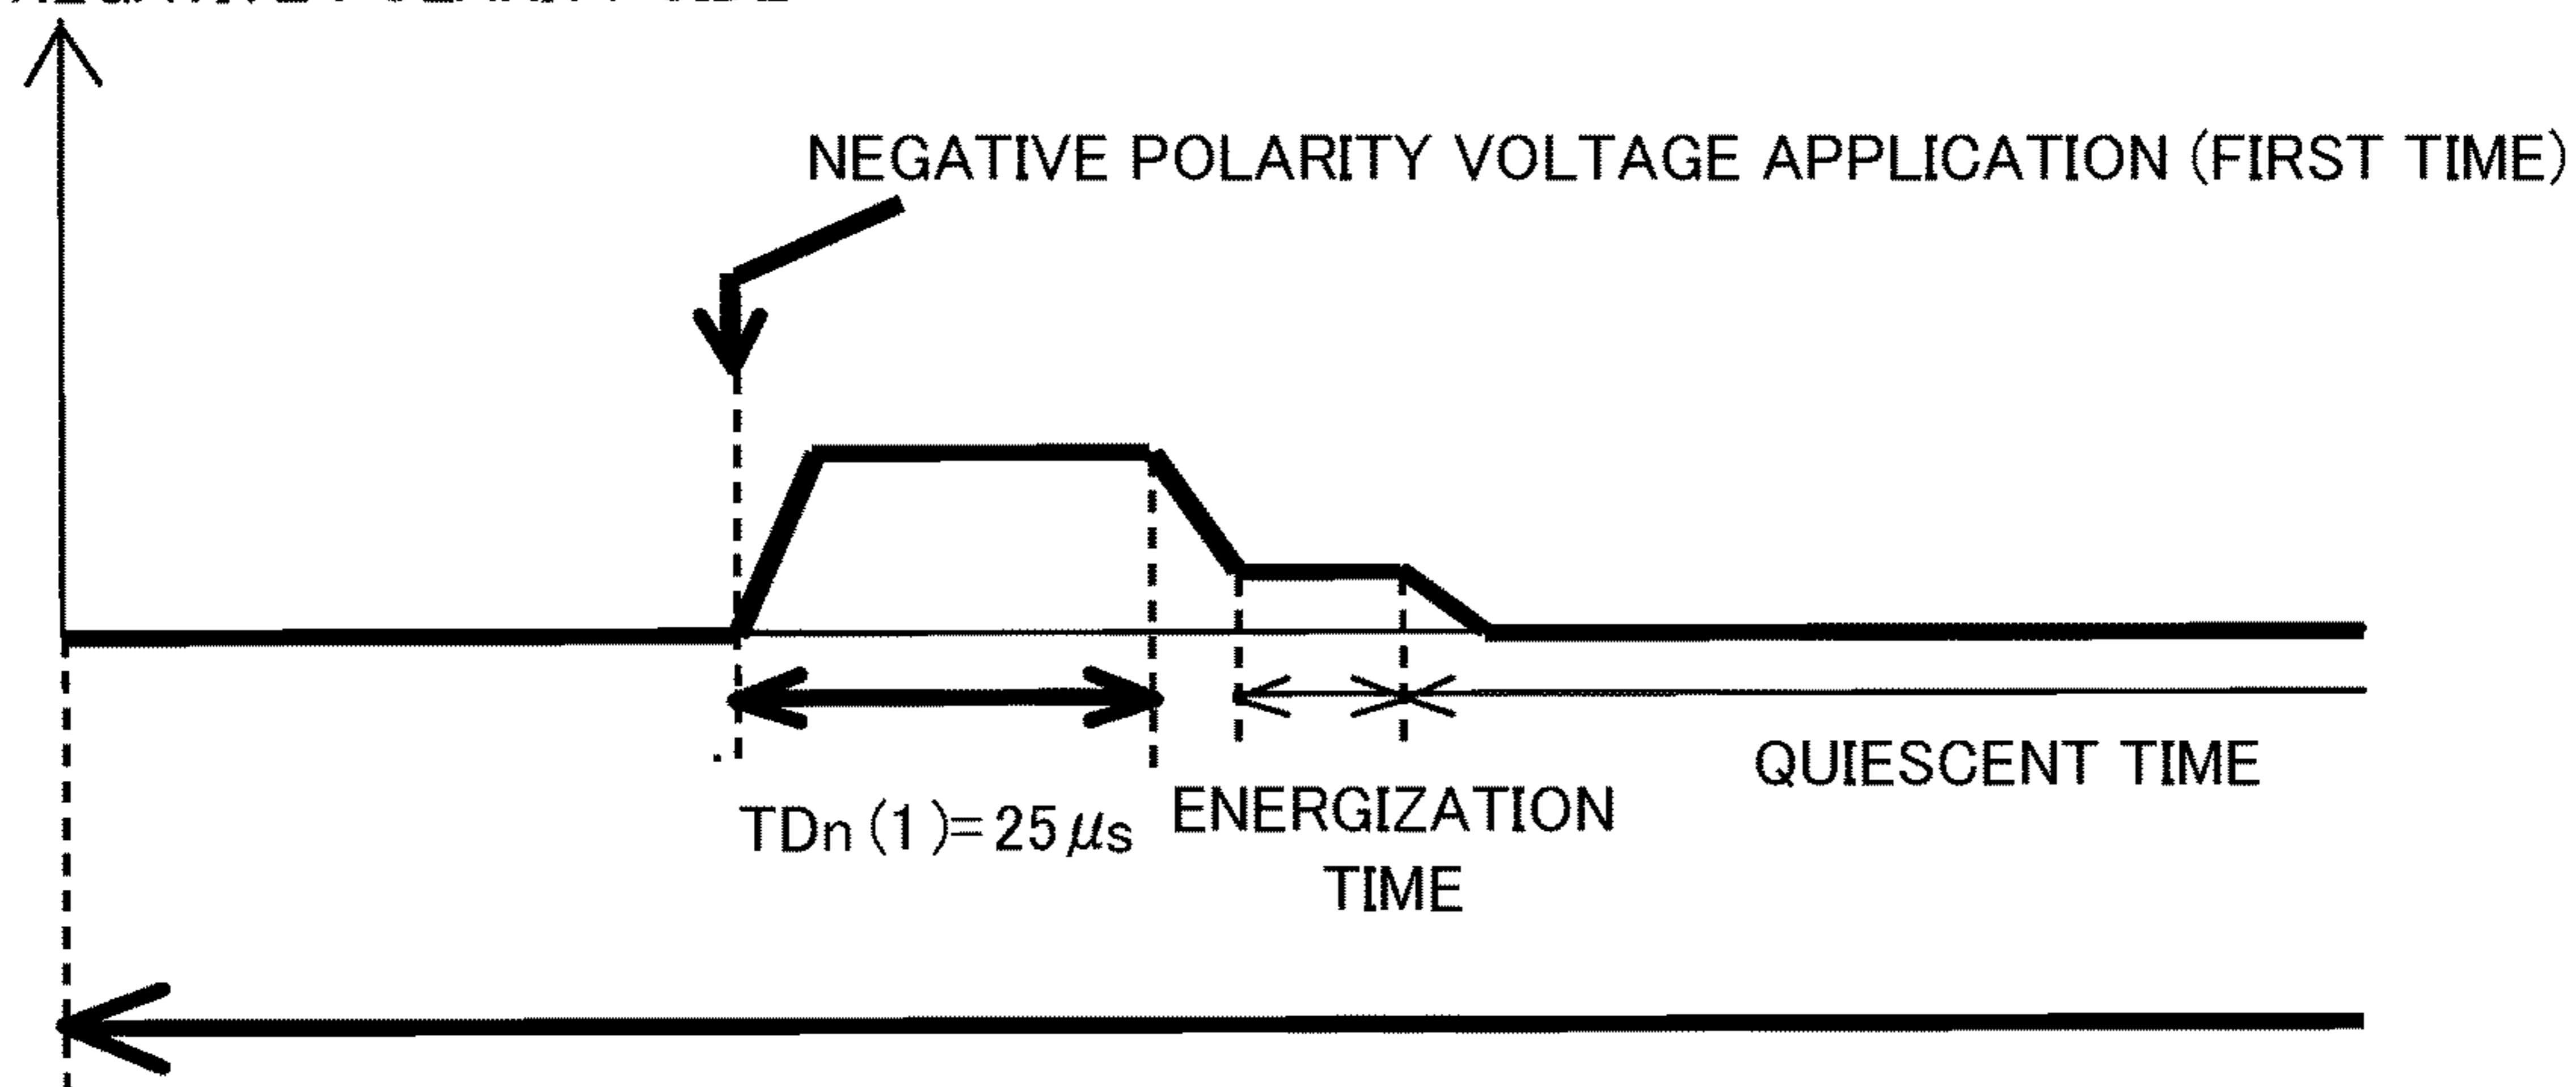 NEGATIVE POLARITY VOLTAGE APPLICATION (FIRST TIME)
QUIESCENT TIME
TDn (1)=25μs
ENERGIZATION
TIME